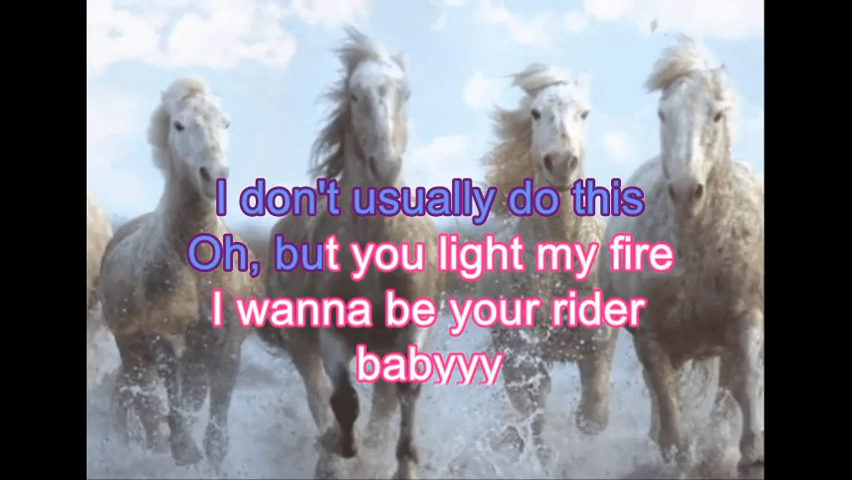 I don't usually do this
Oh, but you light my fire
I wanna be your rider
babyyy